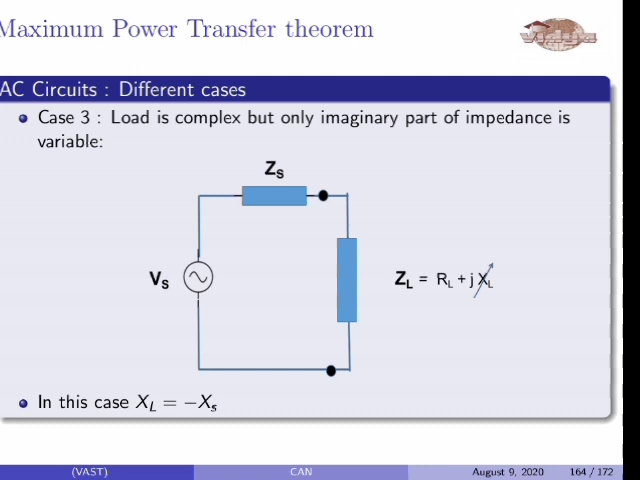 Maximum Power Transfer theorem
AC Circuits : Different cases
Case 3 : Load is complex but only imaginary part of impedance is
variable:
Z_S
V_S
Z_L = R_L + j X_L
In this case X_L = −X_s
(VAST) CAN August 9, 2020 164 / 172